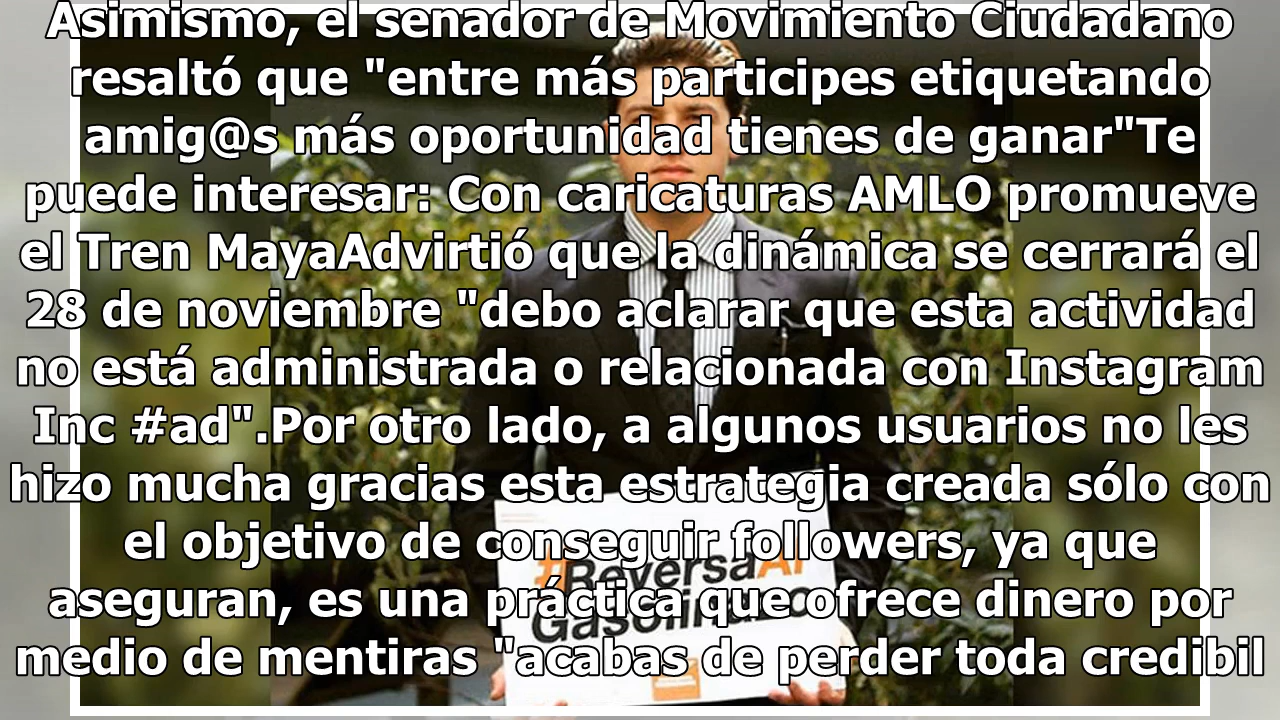 Asimismo, el senador de Movimiento Ciudadano
resaltó que "entre más participes etiquetando
amig@s más oportunidad tienes de ganar"Te
puede interesar: Con caricaturas AMLO promueve
el Tren MayaAdvirtió que la dinámica se cerrará el
28 de noviembre "debo aclarar que esta actividad
no está administrada o relacionada con Instagram
Inc #ad".Por otro lado, a algunos usuarios no les
hizo mucha gracias esta estrategia creada sólo con
el objetivo de conseguir followers, ya que
#ReversaAl
aseguran, es una práctica que ofrece dinero por
Gasolinazo
medio de mentiras "acabas de perder toda credibil